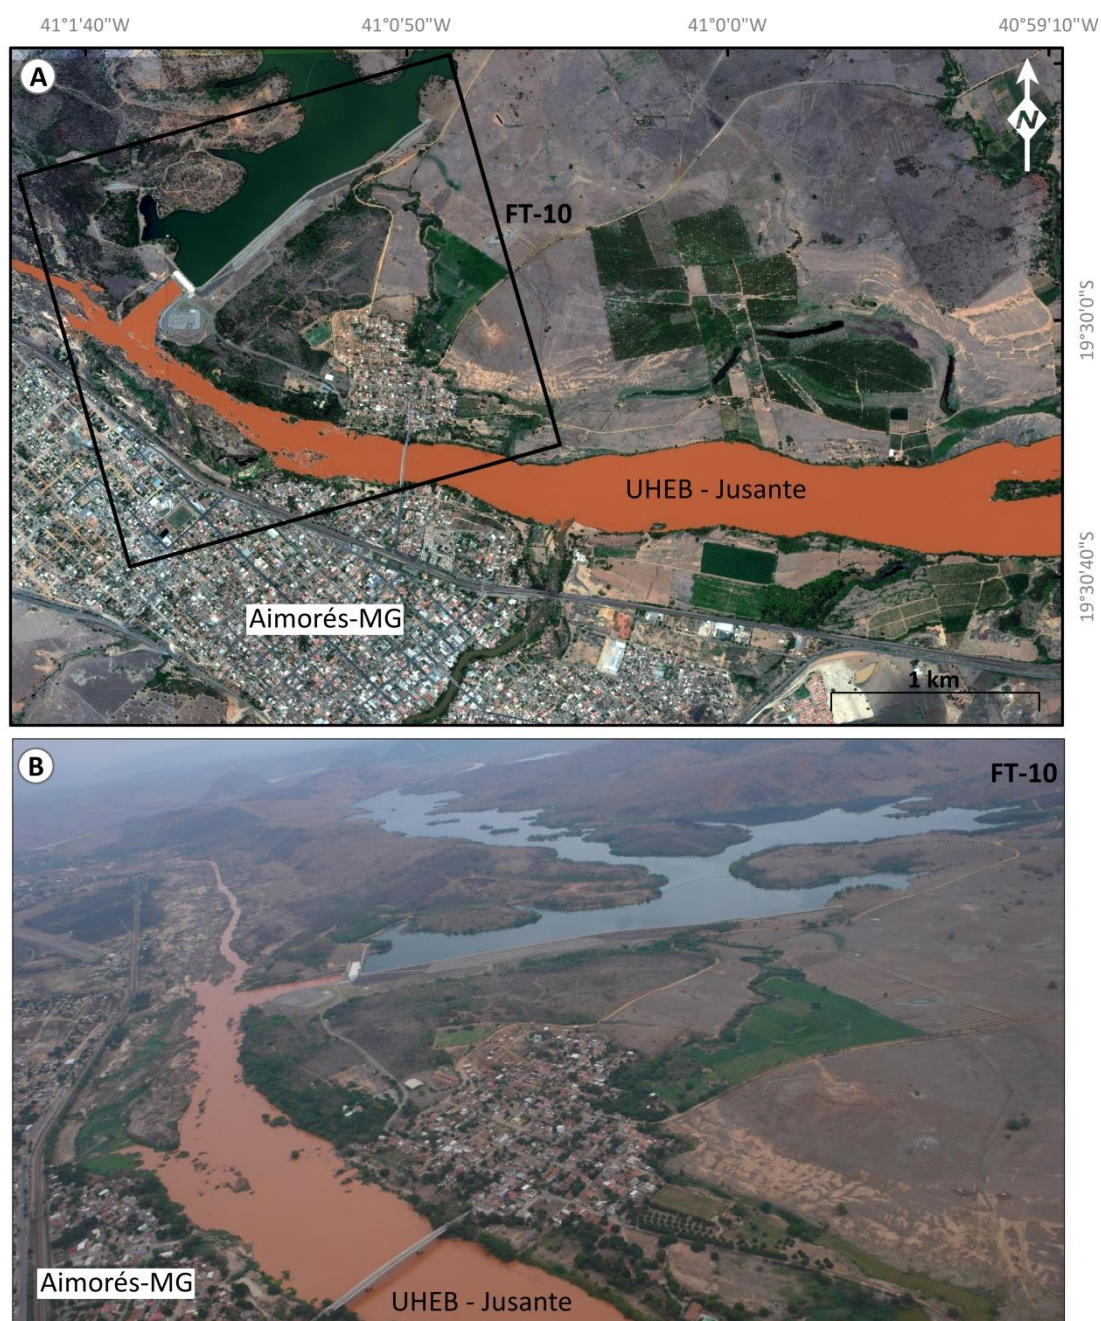 41°1'40"W 41°0'50"W 41°0'0"W 40°59'10"W
A
N
FT-10
19°30'0"S
UHEB - Jusante
19°30'40"S
Aimorés-MG
1 km
B
FT-10
Aimorés-MG
UHEB - Jusante